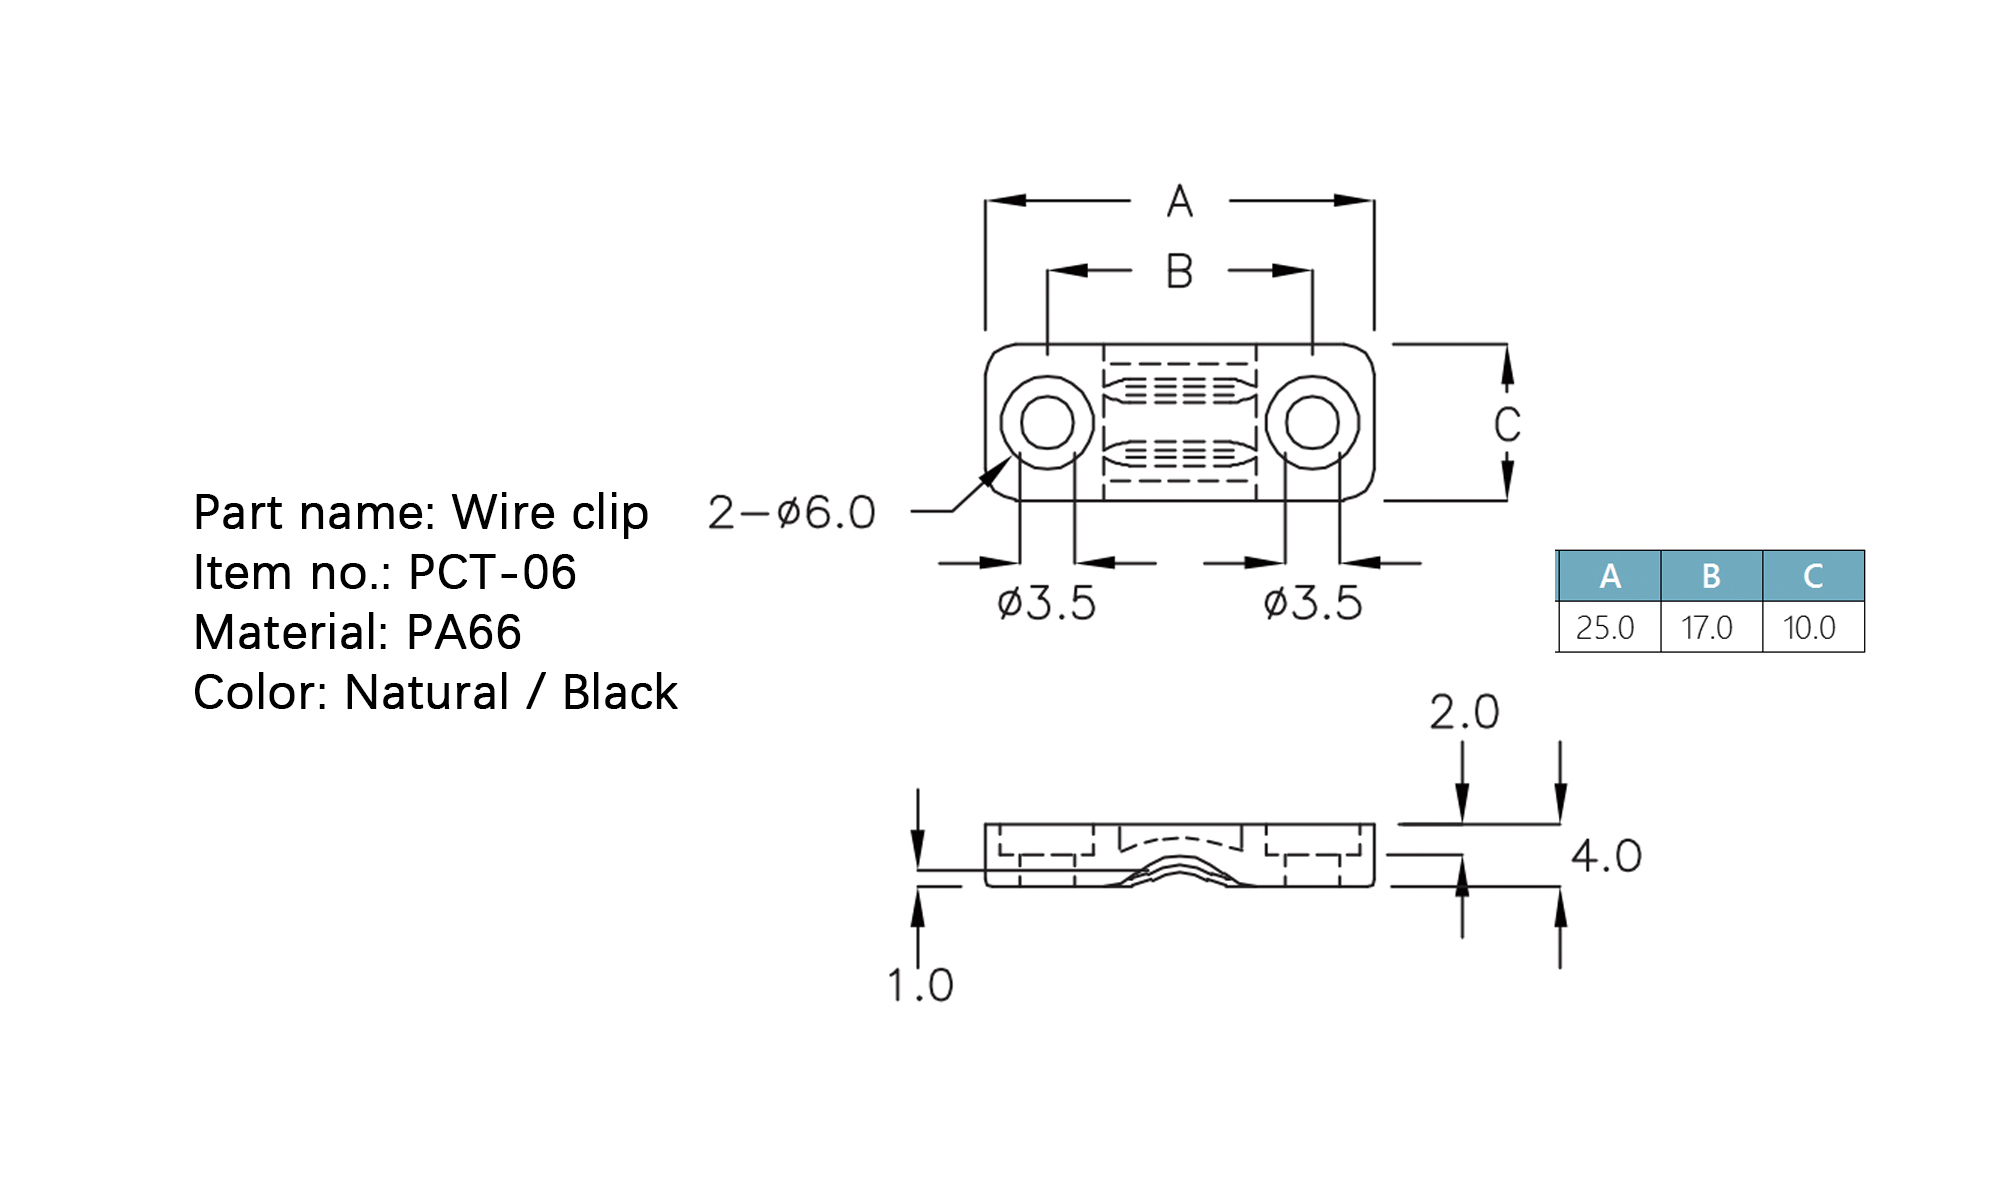 A
B
C
Part name: Wire clip
2-ø6.0
Item no.: PCT-06
ø3.5 ø3.5
Material: PA66
Color: Natural / Black
A B C
25.0 17.0 10.0
2.0
4.0
1.0